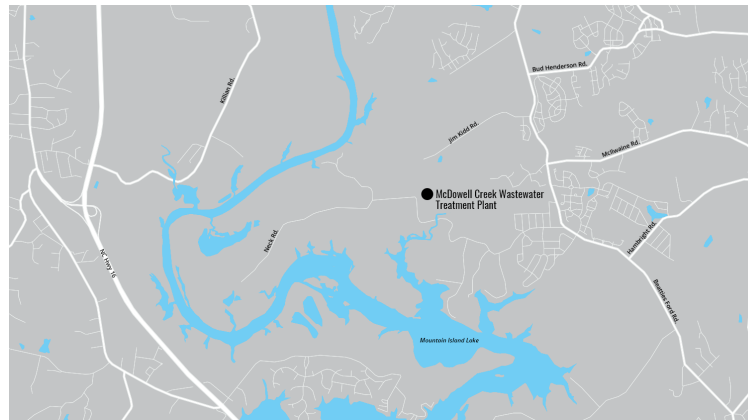 Bud Henderson Rd.
Killian Rd.
Jim Kidd Rd.
McIlwaine Rd.
McDowell Creek Wastewater
Treatment Plant
Neck Rd.
Hambright Rd.
NC Hwy 16
Beatties Ford Rd.
Mountain Island Lake